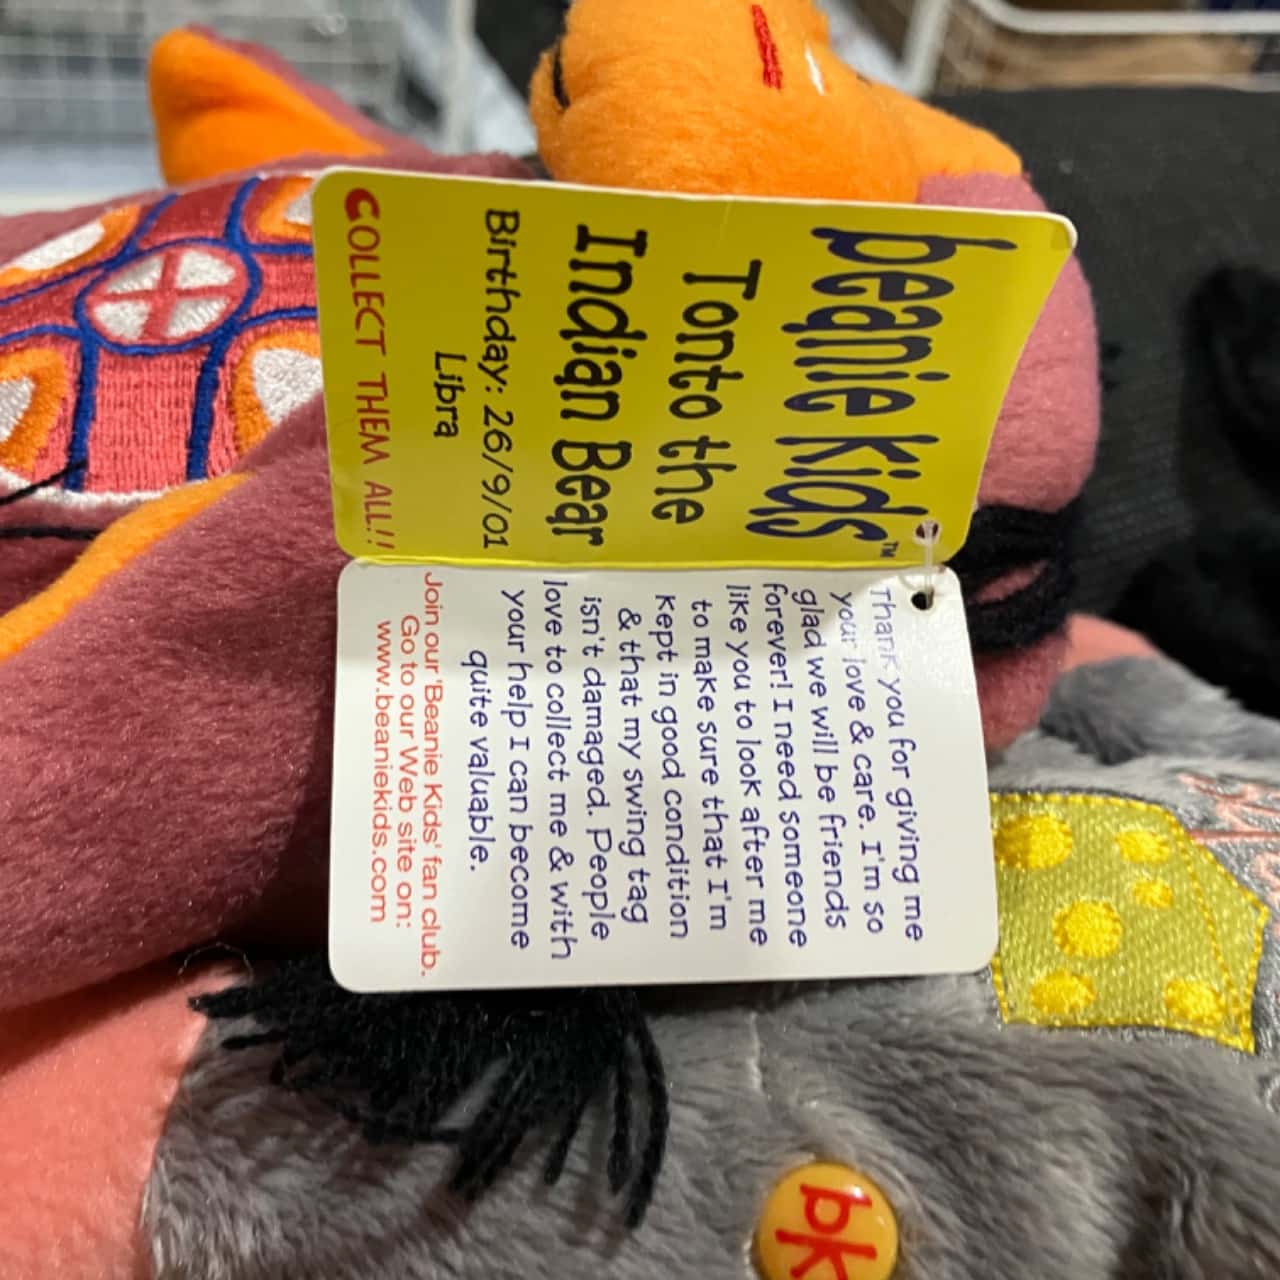 beanie Kids™
Tonto the
Indian Bear
Birthday: 26/9/01
Libra
COLLECT THEM ALL!!
Thank you for giving me
your love & care. I'm so
glad we will be friends
forever! I need someone
like you to look after me
to make sure that I'm
kept in good condition
& that my swing tag
isn't damaged. People
love to collect me & with
your help I can become
quite valuable.
Join our 'Beanie Kids' fan club.
Go to our Web site on:
www.beaniekids.com
bk